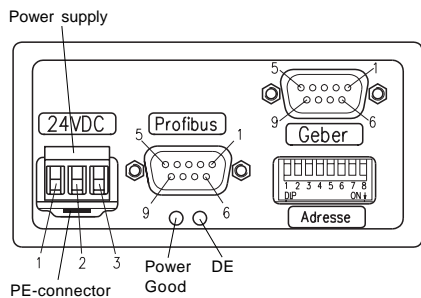 Power supply
24VDC
Profibus
5 1
9 6
5 1
9 6
Geber
1 2 3 4 5 6 7 8
DIP ON
Adresse
1 2 3
Power Good
DE
PE-connector